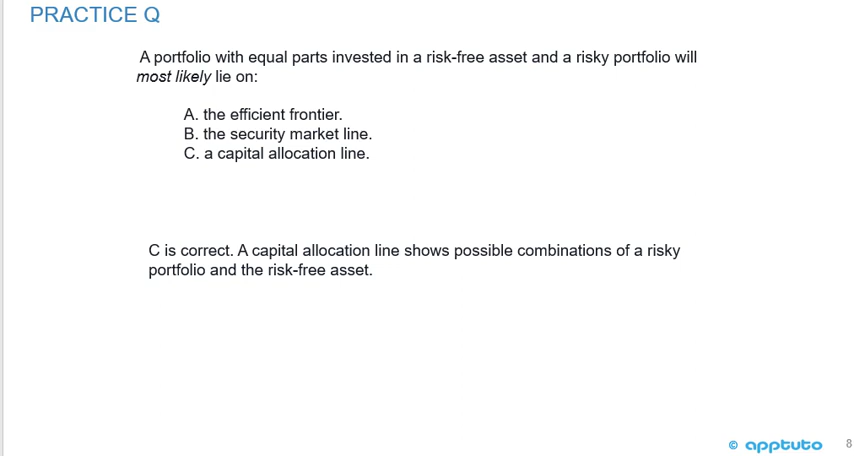 PRACTICE Q
A portfolio with equal parts invested in a risk-free asset and a risky portfolio will
most likely lie on:
A. the efficient frontier.
B. the security market line.
C. a capital allocation line.
C is correct. A capital allocation line shows possible combinations of a risky
portfolio and the risk-free asset.
© apptuto 8